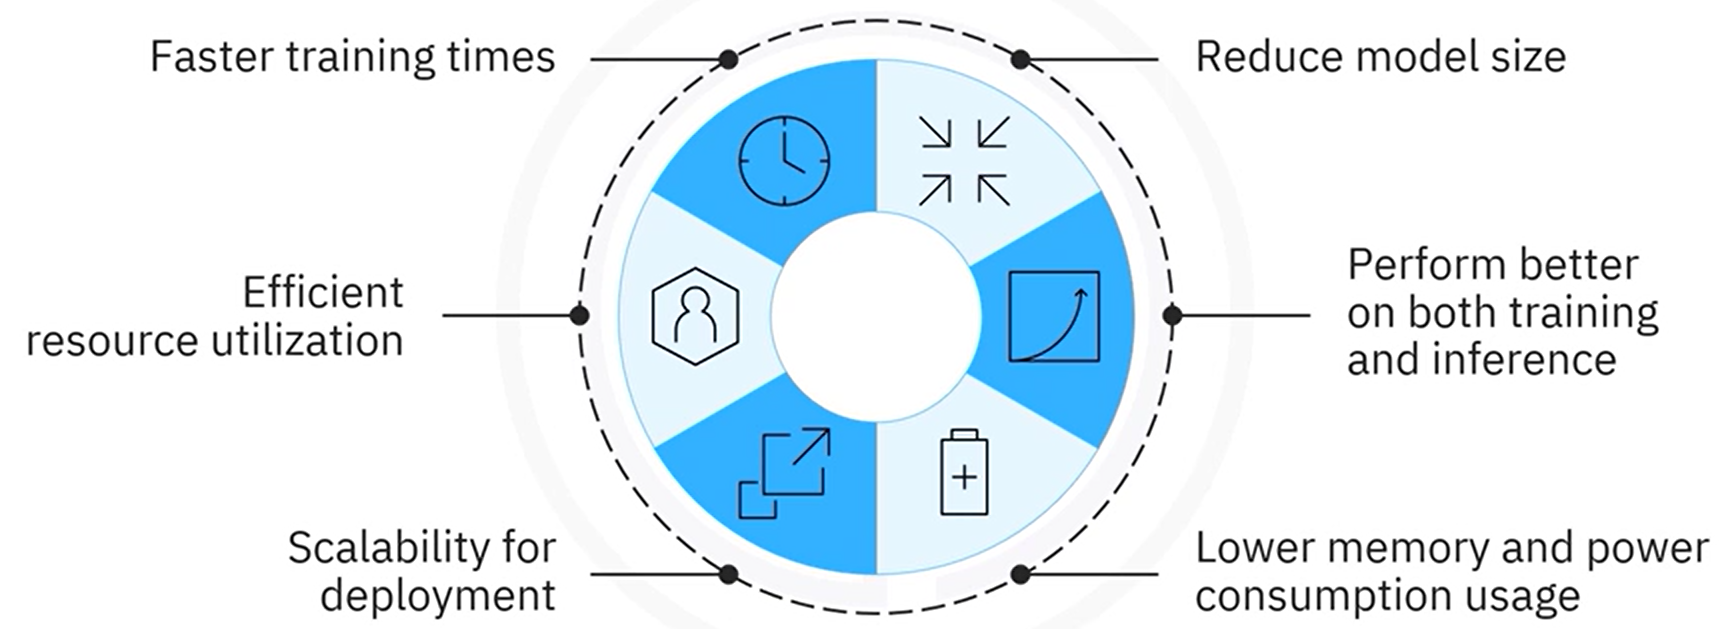 Faster training times
Reduce model size
Efficient
resource utilization
Perform better
on both training
and inference
Scalability for
deployment
Lower memory and power
consumption usage